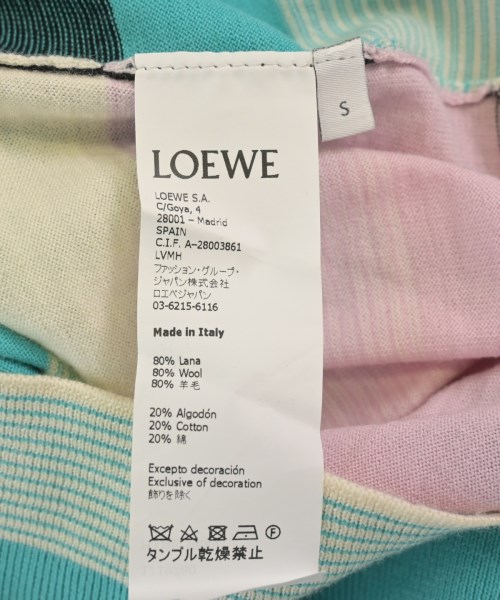 S
LOEWE
LOEWE S.A.
C/Goya, 4
28001 – Madrid
SPAIN
C.I.F. A–28003861
LVMH
ファッション・グループ・
ジャパン株式会社
ロエベジャパン
03-6215-6116
Made in Italy
80% Lana
80% Wool
80% 羊毛
20% Algodón
20% Cotton
20% 綿
Excepto decoración
Exclusive of decoration
飾りを除く
タンブル乾燥禁止